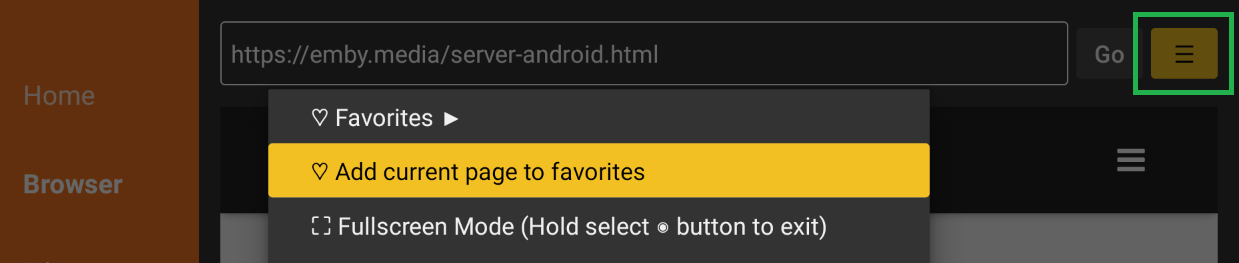 https://emby.media/server-android.html
Go
☰
Home
♡ Favorites ►
♡ Add current page to favorites
Browser
⛶ Fullscreen Mode (Hold select ◉ button to exit)